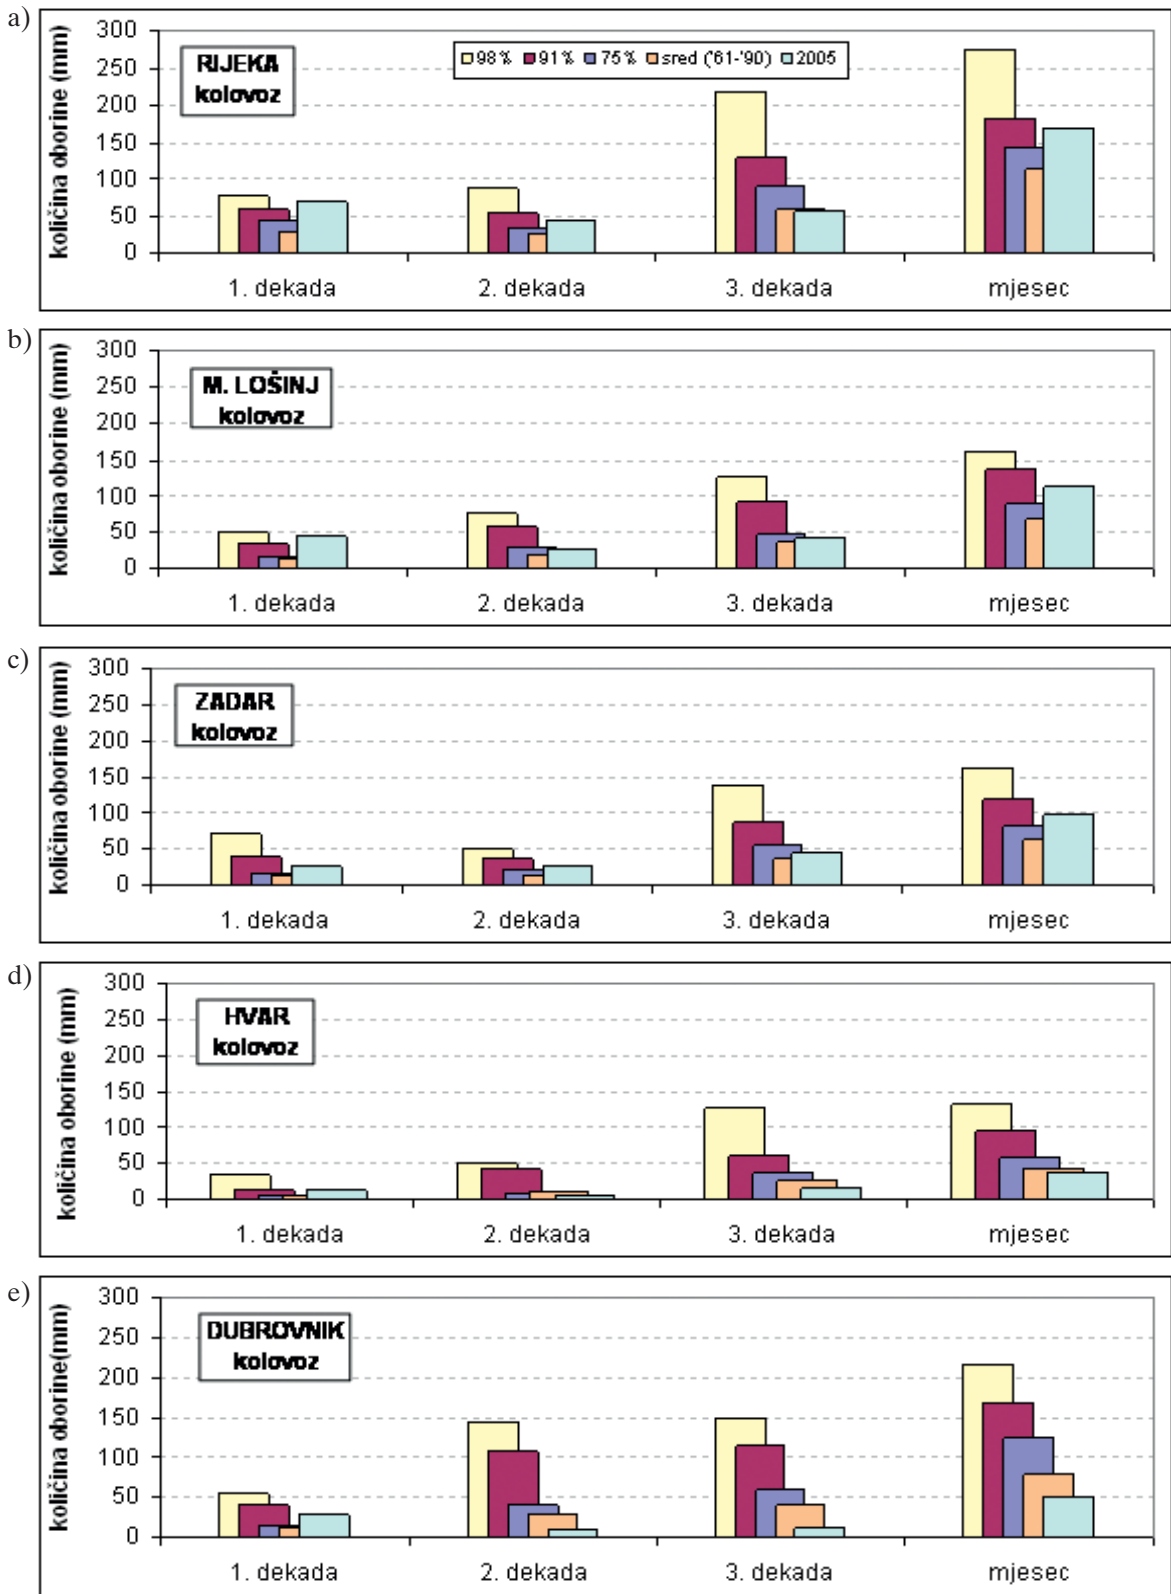 a)
količina oborine (mm)
300
250
200
150
100
50
0
RIJEKA
kolovoz
98% 91% 75% sred ('61-'90) 2005
1. dekada 2. dekada 3. dekada mjesec
b)
količina oborine (mm)
300
250
200
150
100
50
0
M. LOŠINJ
kolovoz
1. dekada 2. dekada 3. dekada mjesec
c)
količina oborine (mm)
300
250
200
150
100
50
0
ZADAR
kolovoz
1. dekada 2. dekada 3. dekada mjesec
d)
količina oborine (mm)
300
250
200
150
100
50
0
HVAR
kolovoz
1. dekada 2. dekada 3. dekada mjesec
e)
količina oborine(mm)
300
250
200
150
100
50
0
DUBROVNIK
kolovoz
1. dekada 2. dekada 3. dekada mjesec